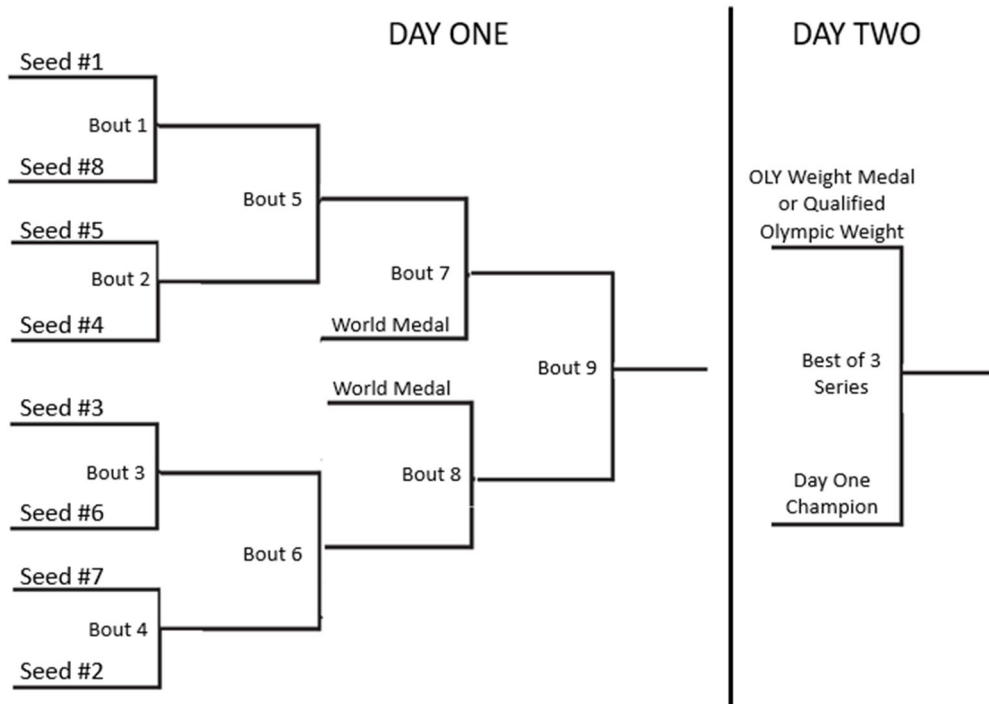 DAY ONE
Seed #1
Bout 1
Seed #8
Bout 5
Seed #5
Bout 2
Seed #4
Bout 7
World Medal
Bout 9
World Medal
Seed #3
Bout 3
Bout 8
Seed #6
Bout 6
Seed #7
Bout 4
Seed #2
DAY TWO
OLY Weight Medal
or Qualified
Olympic Weight
Best of 3
Series
Day One
Champion